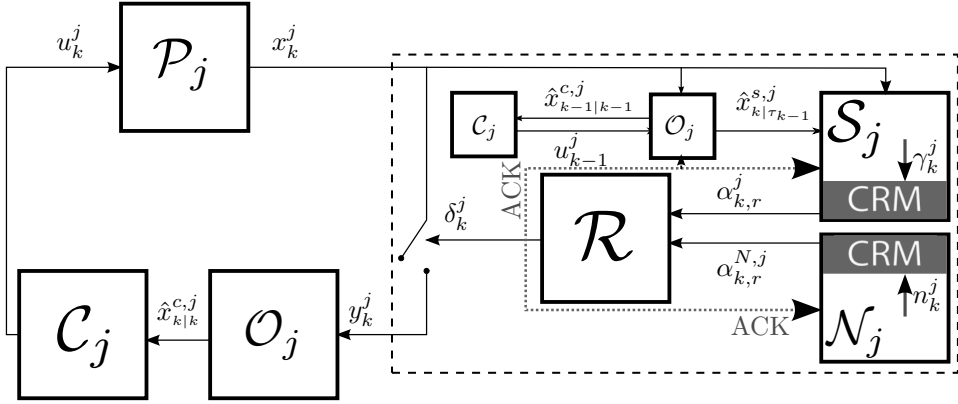 u_k^j
𝒫_j
x_k^j
x̂_{k-1|k-1}^{c,j}
𝒞_j
𝒪_j
x̂_{k|τ_{k-1}}^{s,j}
𝒮_j
u_{k-1}^j
γ_k^j
ACK
CRM
α_{k,r}^j
δ_k^j
ℛ
CRM
α_{k,r}^{N,j}
n_k^j
𝒩_j
ACK
y_k^j
x̂_{k|k}^{c,j}
𝒞_j
𝒪_j